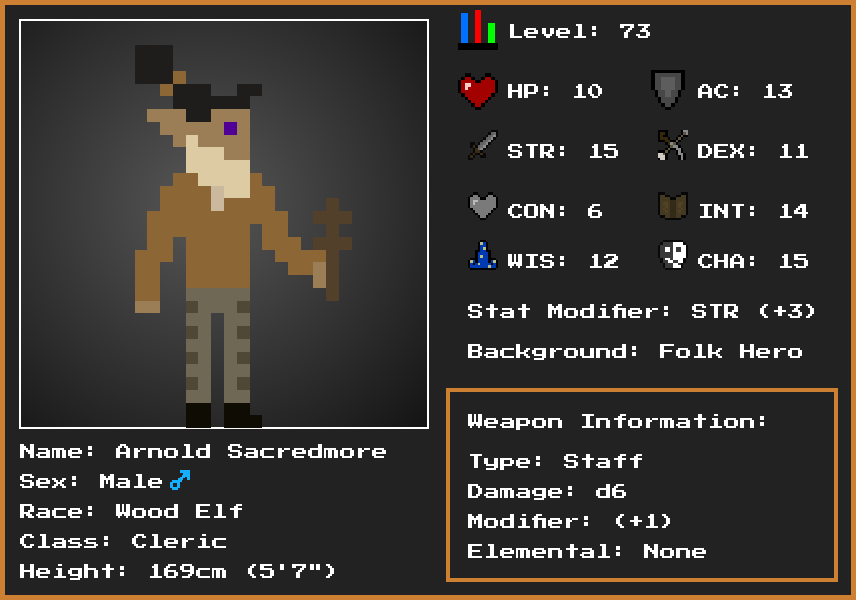 Level: 73
HP: 10
AC: 13
STR: 15
DEX: 11
CON: 6
INT: 14
WIS: 12
CHA: 15
Stat Modifier: STR (+3)
Background: Folk Hero
Weapon Information:
Type: Staff
Damage: d6
Modifier: (+1)
Elemental: None
Name: Arnold Sacredmore
Sex: Male♂
Race: Wood Elf
Class: Cleric
Height: 169cm (5'7")